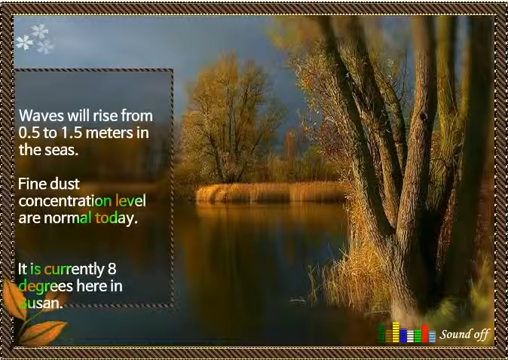 Waves will rise from
0.5 to 1.5 meters in
the seas.
Fine dust
concentration level
are normal today.
It is currently 8
degrees here in
Susan.
Sound off